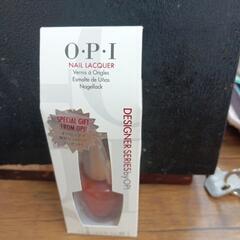 O·P·I
NAIL LACQUER
Vernis à Ongles
Esmalte de Uñas
Nagellack
SPECIAL GIFT
FROM OPI!
DESIGNER SERIES by OPI